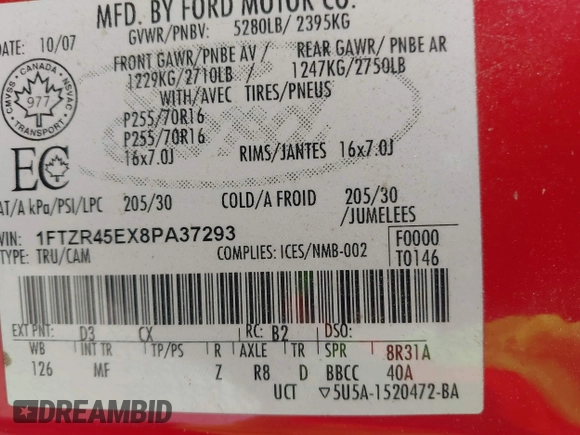 MFD. BY FORD MOTOR CO.
DATE: 10/07
GVWR/PNBV: 5280LB/ 2395KG
FRONT GAWR/PNBE AV / REAR GAWR/ PNBE AR
1229KG/2710LB 1247KG/2750LB
WITH/AVEC TIRES/PNEUS
P255/70R16
P255/70R16
16x7.0J RIMS/JANTES 16x7.0J
CANADA
CMVSS NSVAC
977
TRANSPORT
EC
AT/A kPa/PSI/LPC 205/30 COLD/A FROID 205/30
/JUMELEES
VIN: 1FTZR45EX8PA37293 F0000
TYPE: TRU/CAM COMPLIES: ICES/NMB-002 T0146
EXT PNT: D3 CX RC: B2 DSO:
WB INT TR TP/PS R AXLE TR SPR 8R31A
126 MF Z R8 D BBCC 40A
UCT ▽5U5A-1520472-BA
DREAMBID